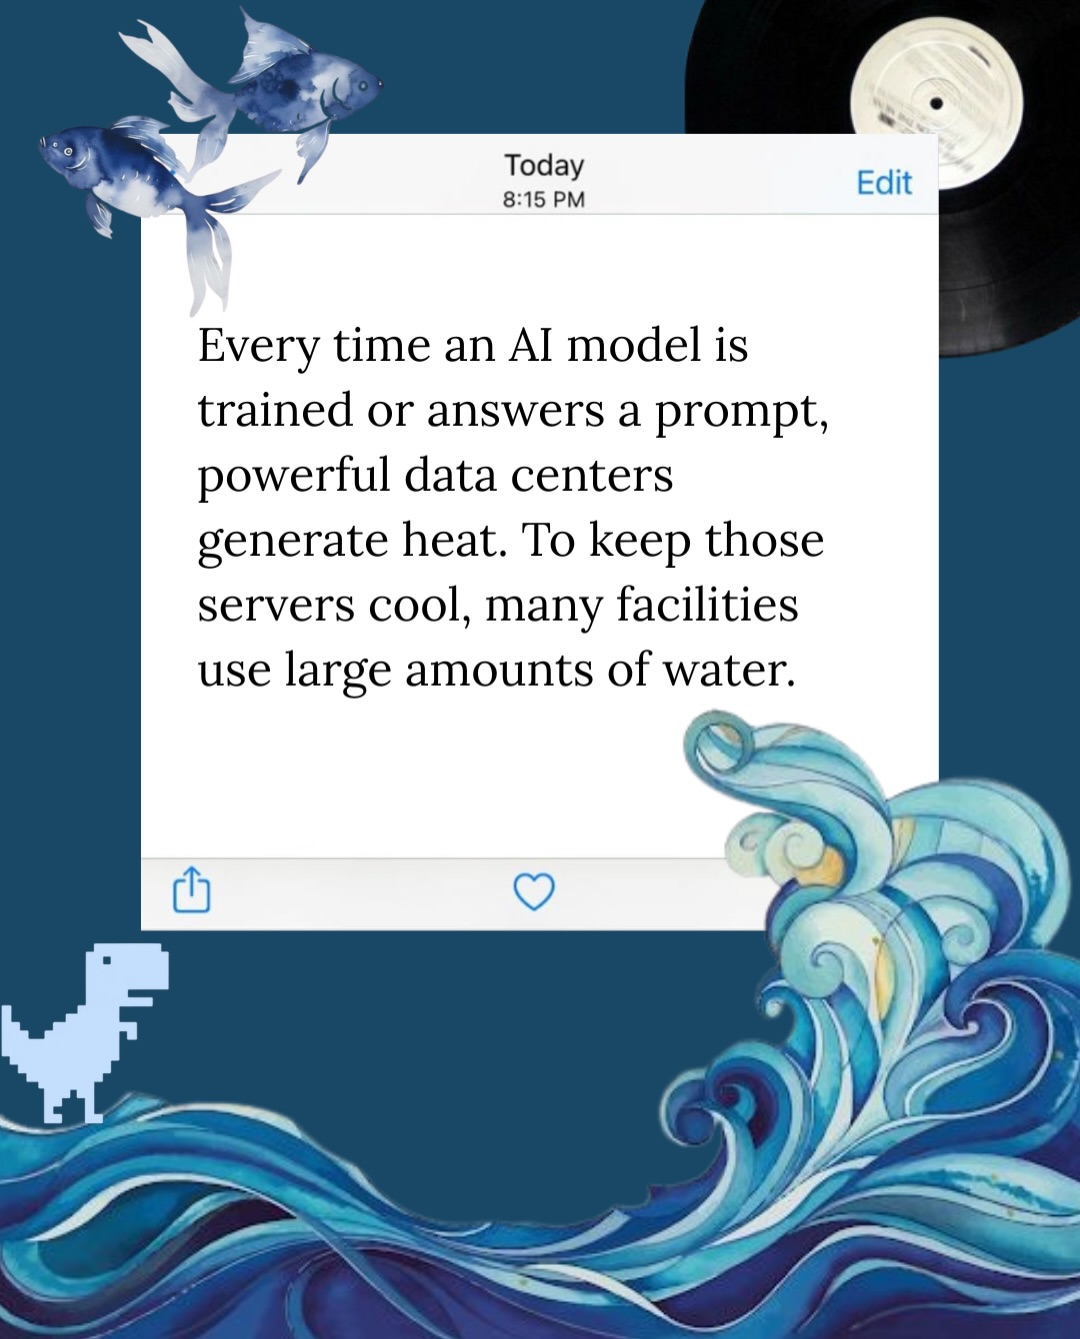 Today
8:15 PM
Edit
Every time an AI model is
trained or answers a prompt,
powerful data centers
generate heat. To keep those
servers cool, many facilities
use large amounts of water.